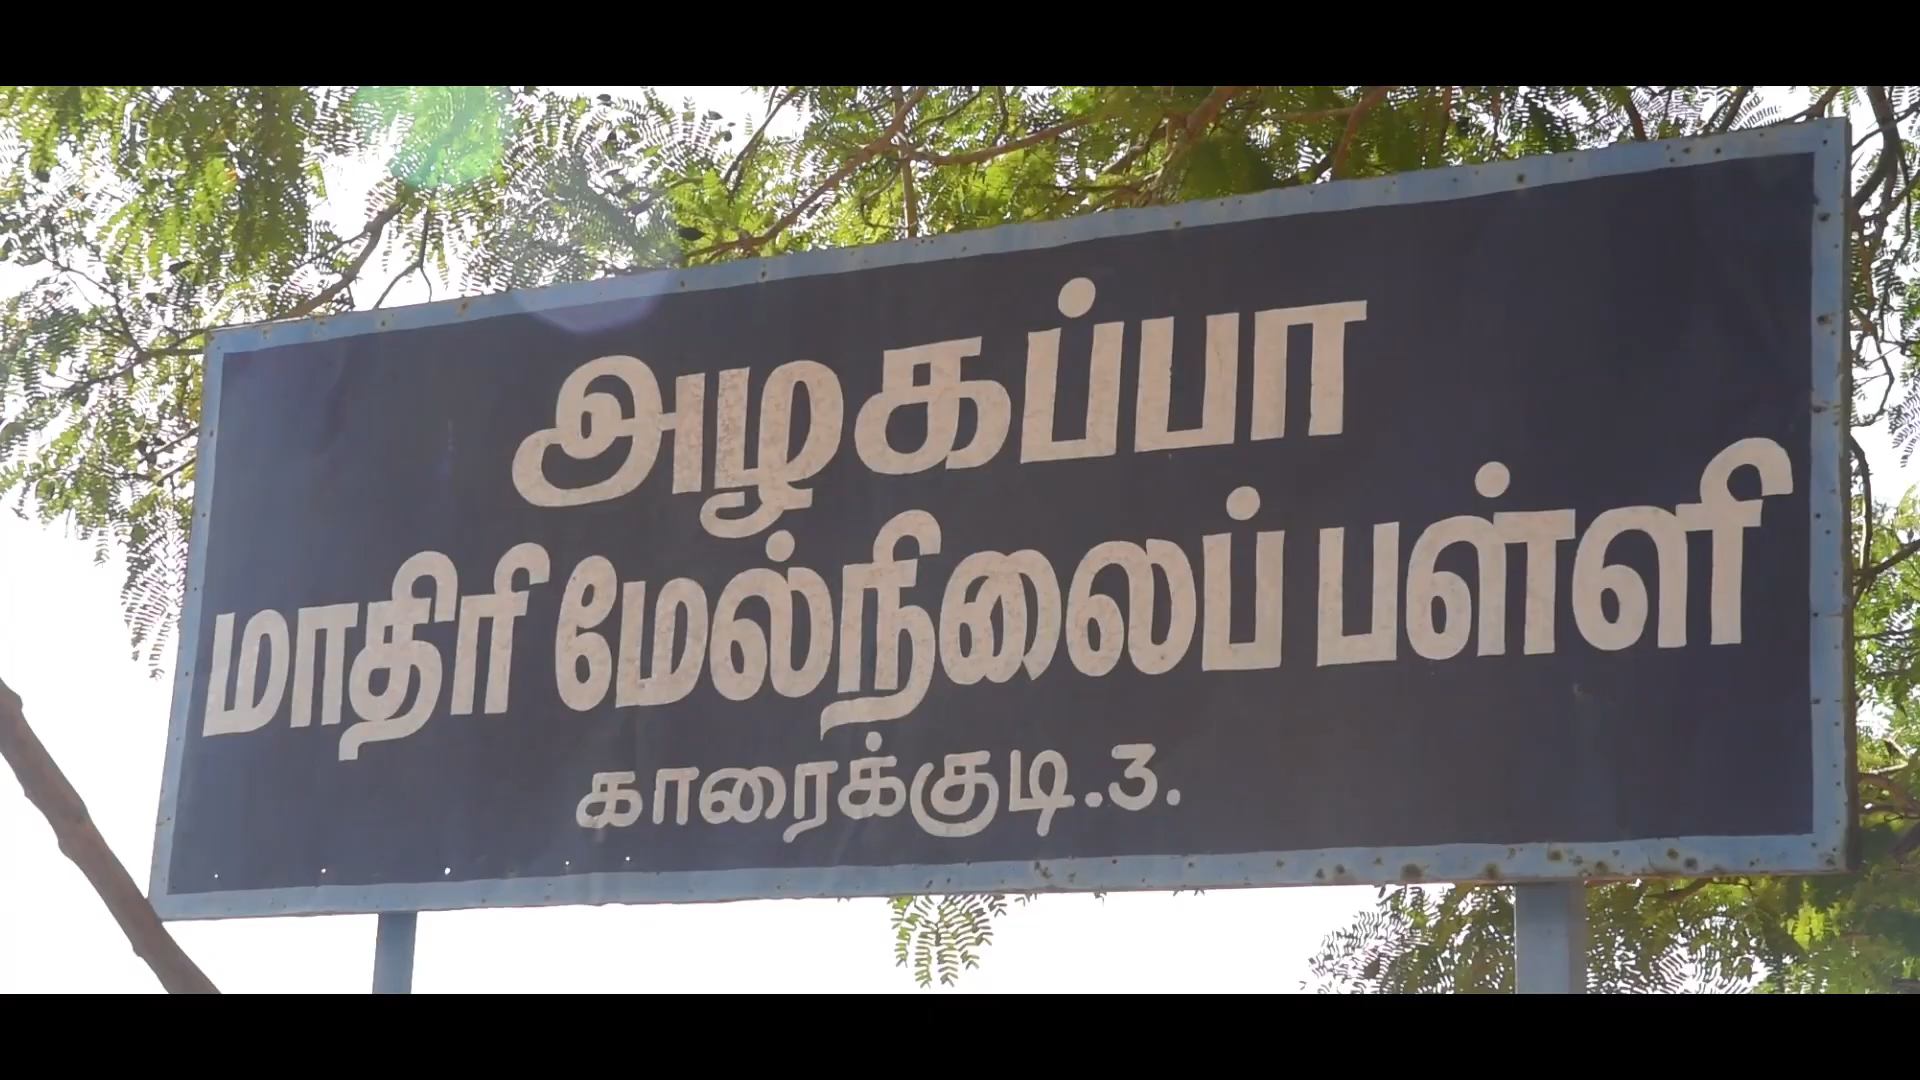 அழகப்பா
மாதிரி மேல்நிலைப் பள்ளி
காரைக்குடி.3.